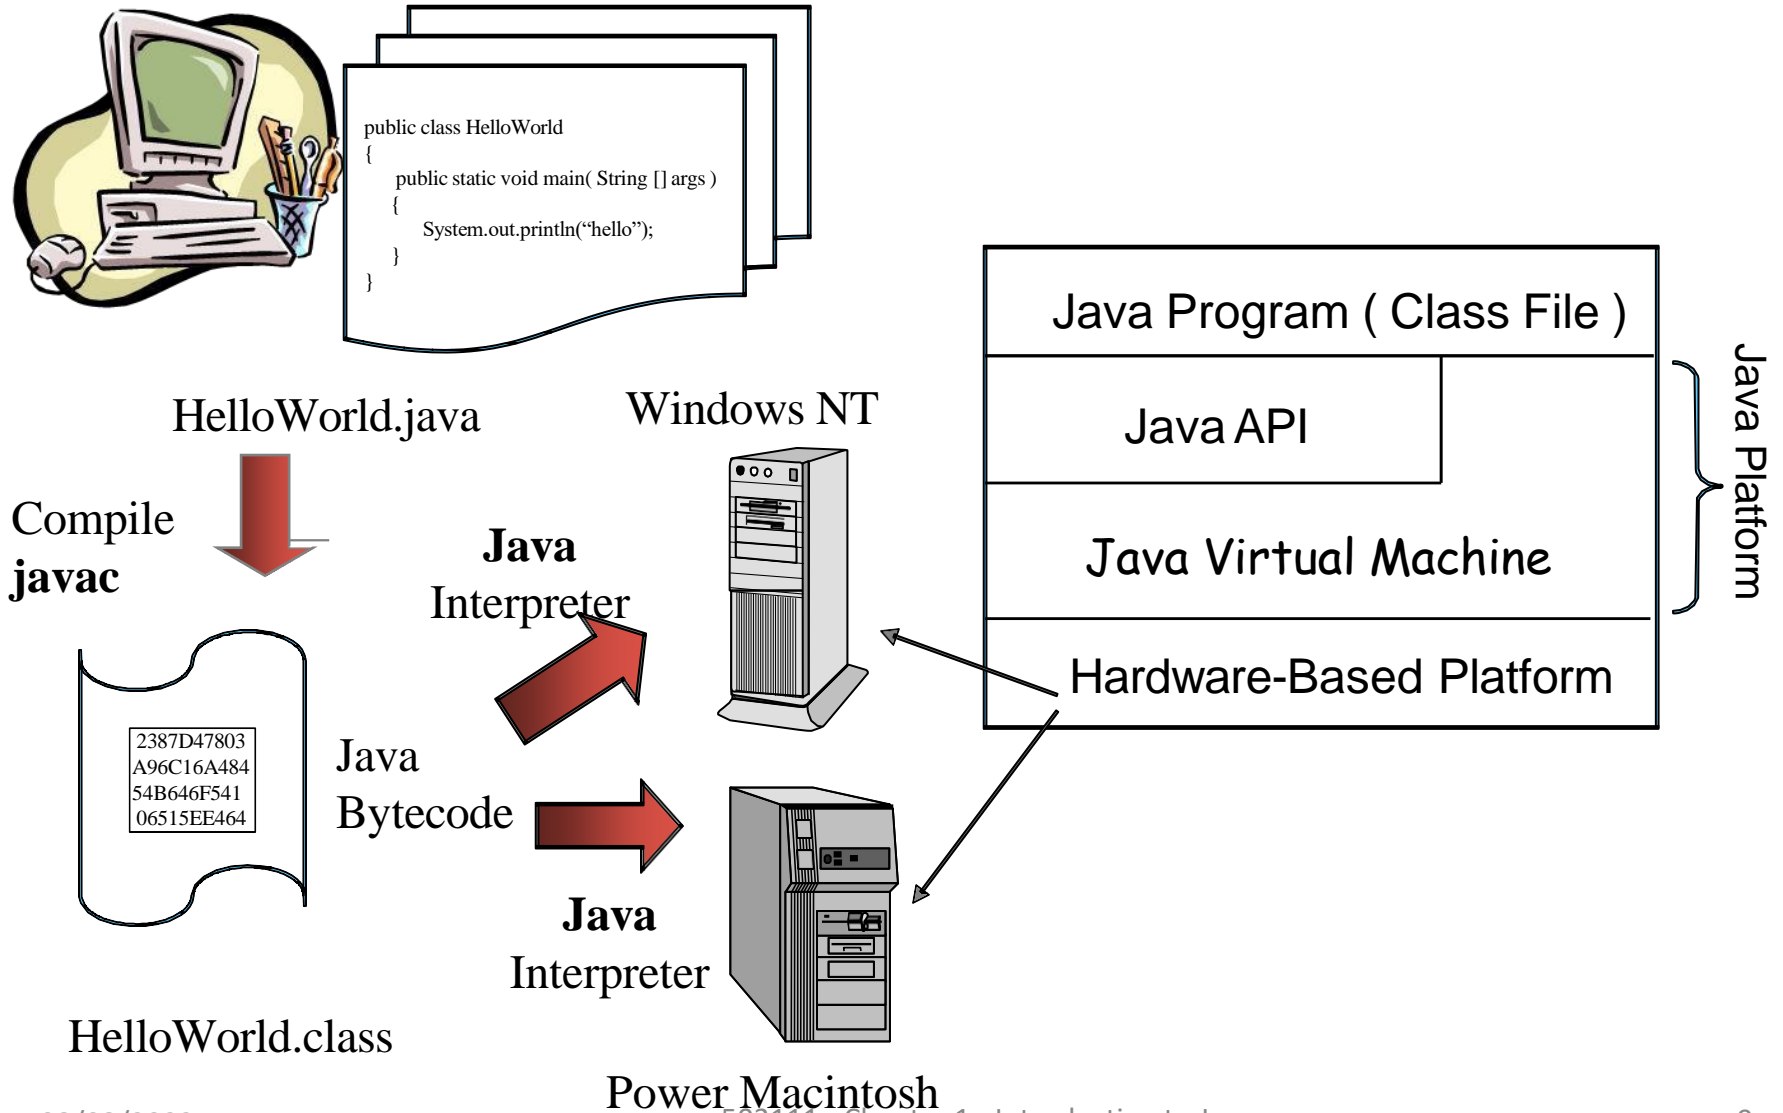 public class HelloWorld
{
public static void main( String [] args )
{
System.out.println(“hello”);
}
}
HelloWorld.java
Compile
javac
2387D47803
A96C16A484
54B646F541
06515EE464
Java
Bytecode
HelloWorld.class
Java
Interpreter
Windows NT
Java
Interpreter
Power Macintosh
Java Program ( Class File )
Java API
Java Virtual Machine
Hardware-Based Platform
Java Platform